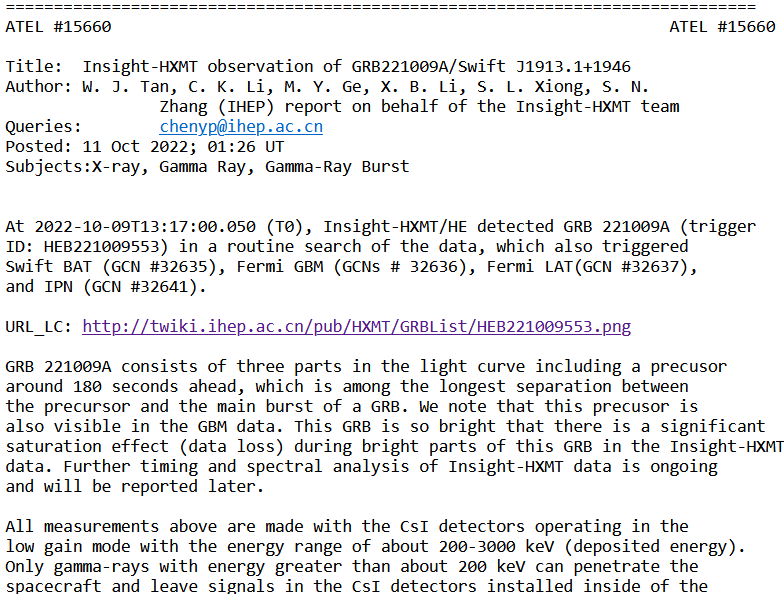 ==============================================================================
ATEL #15660 ATEL #15660
Title: Insight-HXMT observation of GRB221009A/Swift J1913.1+1946
Author: W. J. Tan, C. K. Li, M. Y. Ge, X. B. Li, S. L. Xiong, S. N.
Zhang (IHEP) report on behalf of the Insight-HXMT team
Queries: chenyp@ihep.ac.cn
Posted: 11 Oct 2022; 01:26 UT
Subjects:X-ray, Gamma Ray, Gamma-Ray Burst
At 2022-10-09T13:17:00.050 (T0), Insight-HXMT/HE detected GRB 221009A (trigger
ID: HEB221009553) in a routine search of the data, which also triggered
Swift BAT (GCN #32635), Fermi GBM (GCNs # 32636), Fermi LAT(GCN #32637),
and IPN (GCN #32641).
URL_LC: http://twiki.ihep.ac.cn/pub/HXMT/GRBList/HEB221009553.png
GRB 221009A consists of three parts in the light curve including a precusor
around 180 seconds ahead, which is among the longest separation between
the precursor and the main burst of a GRB. We note that this precusor is
also visible in the GBM data. This GRB is so bright that there is a significant
saturation effect (data loss) during bright parts of this GRB in the Insight-HXMT
data. Further timing and spectral analysis of Insight-HXMT data is ongoing
and will be reported later.
All measurements above are made with the CsI detectors operating in the
low gain mode with the energy range of about 200-3000 keV (deposited energy).
Only gamma-rays with energy greater than about 200 keV can penetrate the
spacecraft and leave signals in the CsI detectors installed inside of the